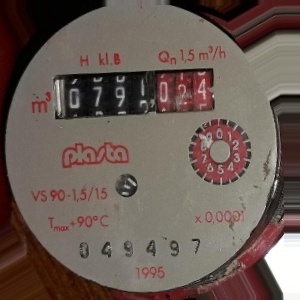 H kl.B Qn 1,5 m³/h
m³ 0791 024
plasta
VS 90-1,5/15
Tmax+90°C x 0,0001
049497
1995